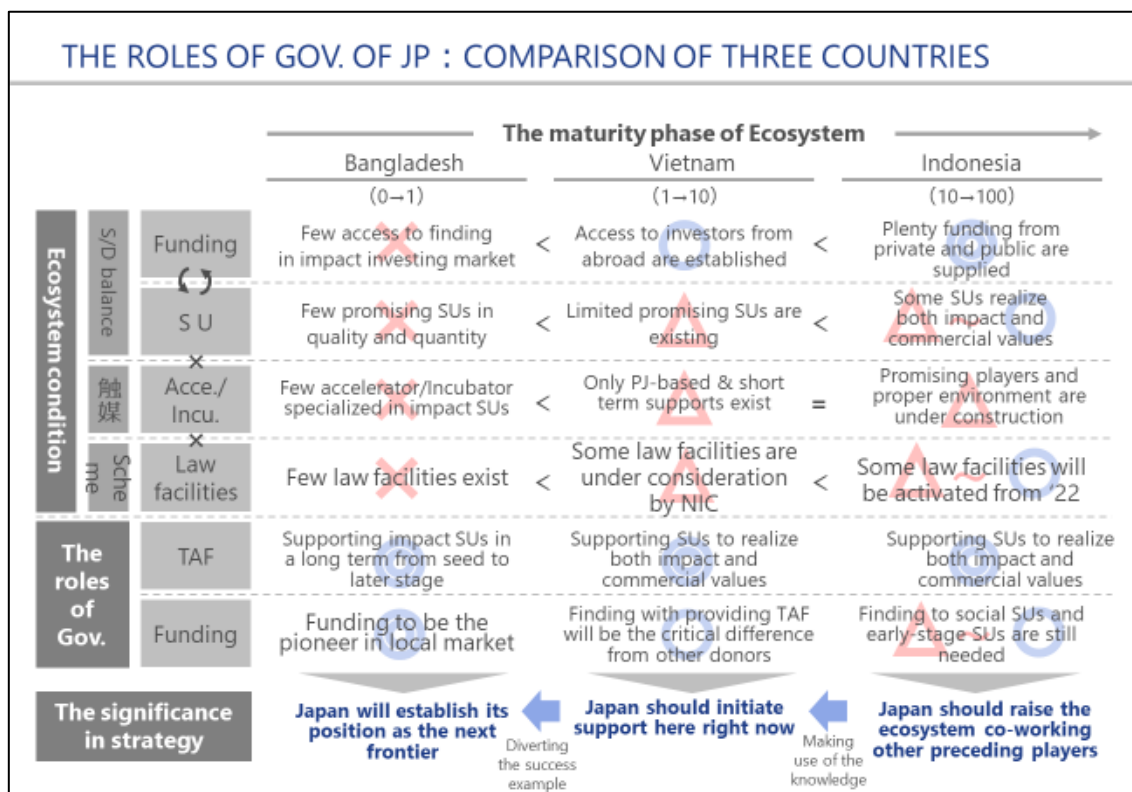 THE ROLES OF GOV. OF JP：COMPARISON OF THREE COUNTRIES
The maturity phase of Ecosystem
Bangladesh
Vietnam
Indonesia
(0→1)
(1→10)
(10→100)
Ecosystem condition
S/D balance
Funding
Few access to finding
in impact investing market
<
Access to investors from
abroad are established
<
Plenty funding from
private and public are
supplied
S U
Few promising SUs in
quality and quantity
<
Limited promising SUs are
existing
<
Some SUs realize
both impact and
commercial values
×
触媒
Acce./
Incu.
Few accelerator/Incubator
specialized in impact SUs
<
Only PJ-based & short
term supports exist
=
Promising players and
proper environment are
under construction
×
Sche
me
Law
facilities
Few law facilities exist
<
Some law facilities are
under consideration
by NIC
<
Some law facilities will
be activated from '22
The
roles
of
Gov.
TAF
Supporting impact SUs in
a long term from seed to
later stage
Supporting SUs to realize
both impact and
commercial values
Supporting SUs to realize
both impact and
commercial values
Funding
Funding to be the
pioneer in local market
Finding with providing TAF
will be the critical difference
from other donors
Finding to social SUs and
early-stage SUs are still
needed
The significance
in strategy
Japan will establish its
position as the next
frontier
Diverting
the success
example
Japan should initiate
support here right now
Making
use of the
knowledge
Japan should raise the
ecosystem co-working
other preceding players